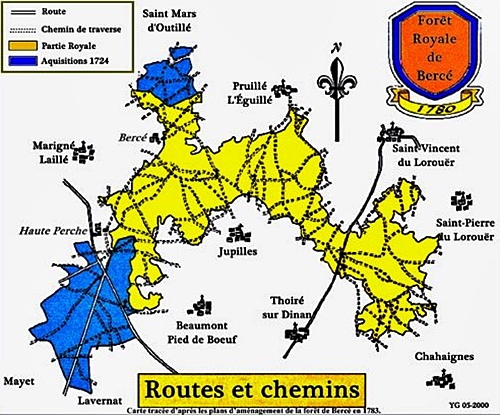 Route
Chemin de traverse
Partie Royale
Aquisitions 1724
Saint Mars
d'Outillé
Forêt
Royale
de
Bercé
1780
N
Pruillé
L'Éguillé
Bercé
Marigné
Laillé
Saint-Vincent
du Lorouër
Saint-Pierre
du Lorouër
Haute Perche
Jupilles
Beaumont
Pied de Boeuf
Thoiré
sur Dinan
Chahaignes
Mayet
Lavernat
Routes et chemins
YG 05-2000
Carte tracée d'après les plans d'aménagement de la forêt de Bercé en 1783.